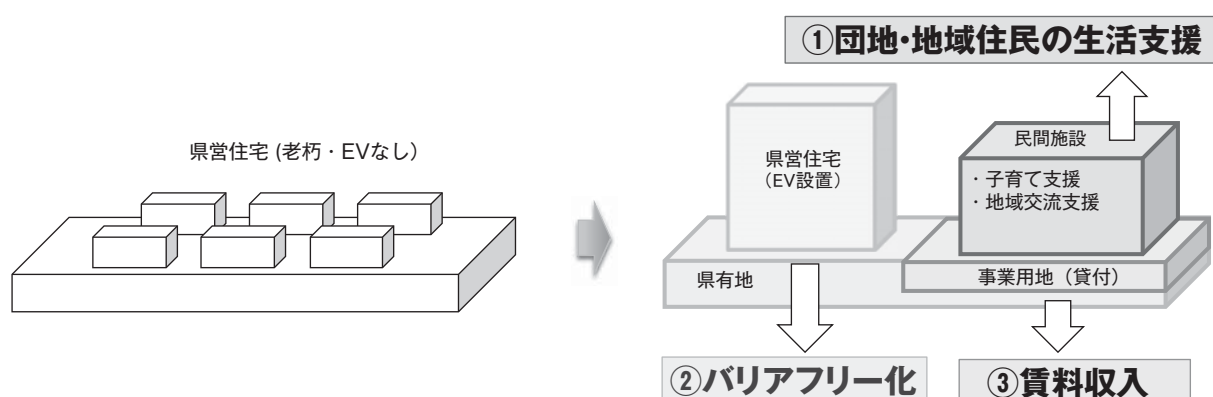 県営住宅 (老朽・EVなし）
①団地・地域住民の生活支援
県営住宅
（EV設置）
民間施設
・子育て支援
・地域交流支援
県有地
事業用地（貸付）
②バリアフリー化
③賃料収入